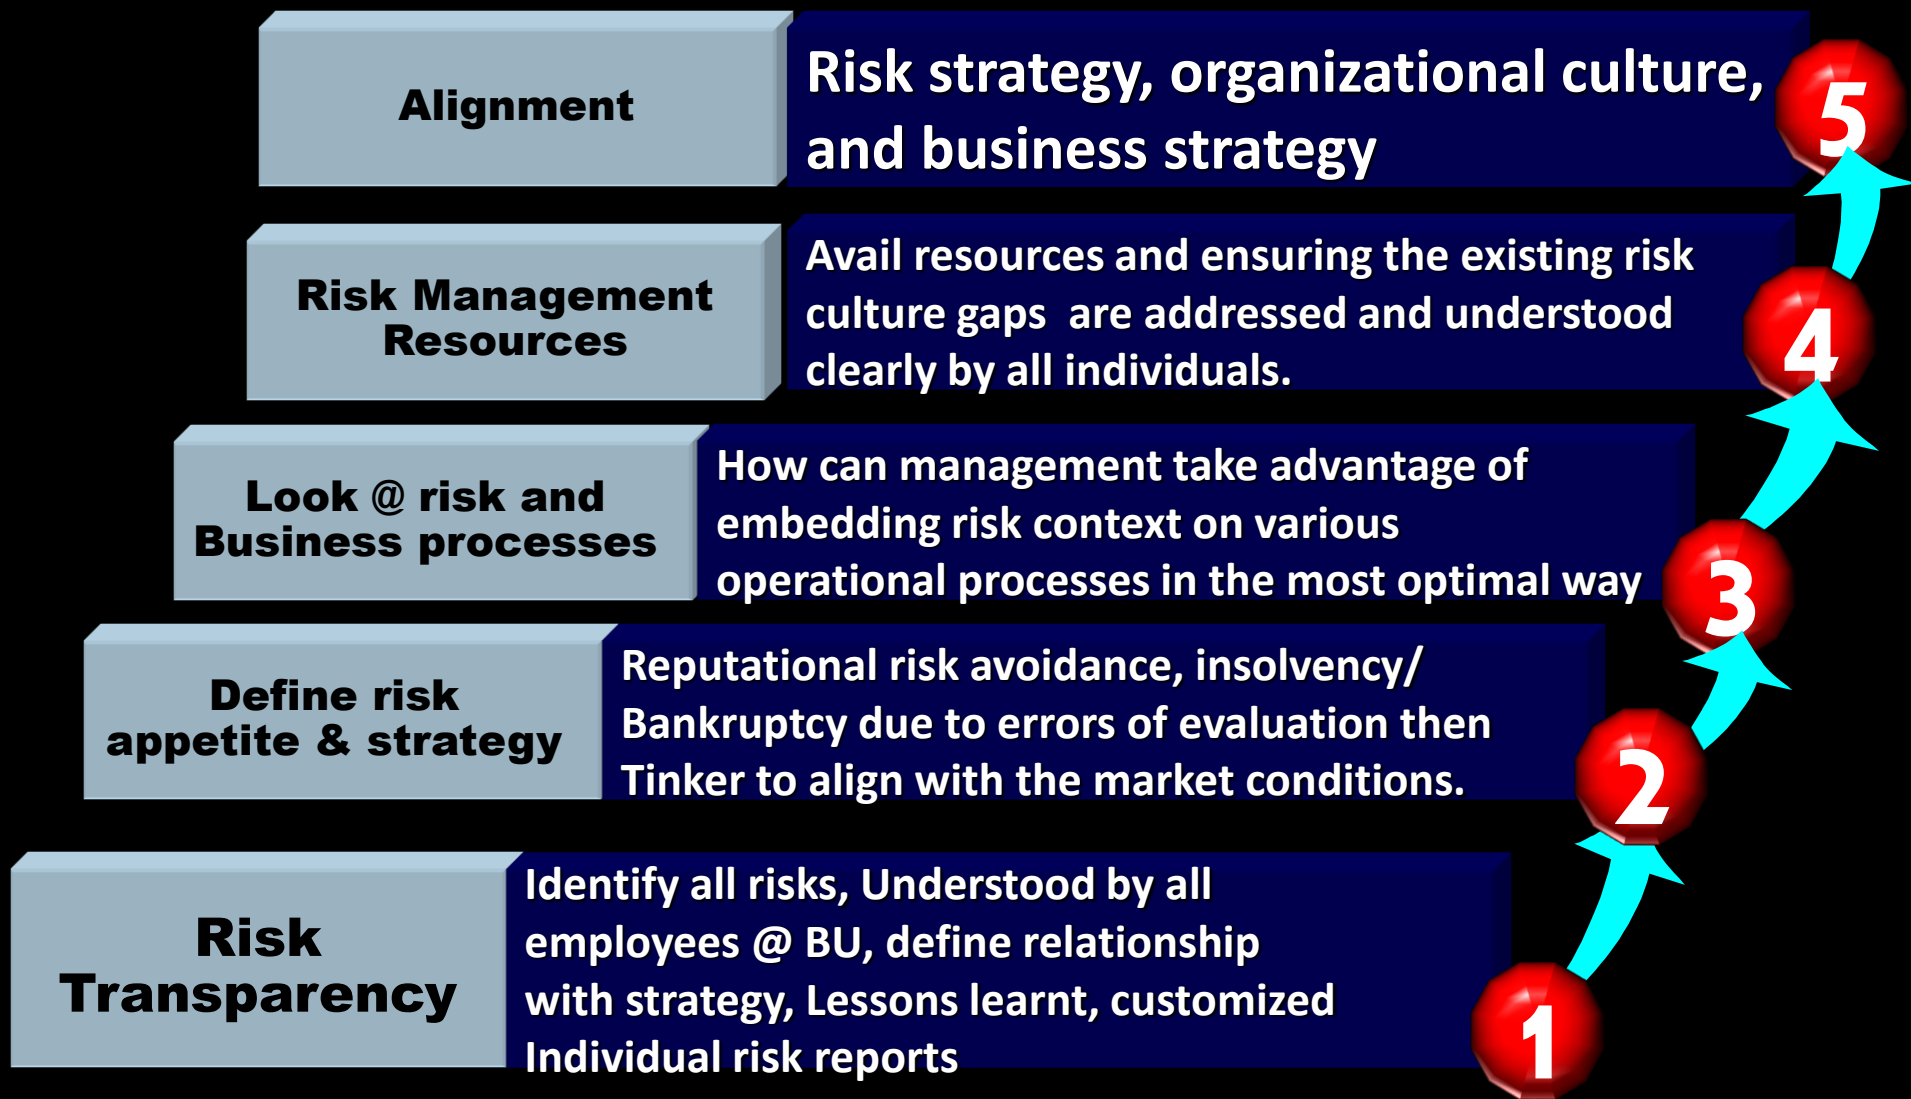 Alignment
Risk strategy, organizational culture,
and business strategy
5
Risk Management
Resources
Avail resources and ensuring the existing risk
culture gaps  are addressed and understood
clearly by all individuals.
4
Look @ risk and
Business processes
How can management take advantage of
embedding risk context on various
operational processes in the most optimal way
3
Define risk
appetite & strategy
Reputational risk avoidance, insolvency/
Bankruptcy due to errors of evaluation then
Tinker to align with the market conditions.
2
Risk
Transparency
Identify all risks, Understood by all
employees @ BU, define relationship
with strategy, Lessons learnt, customized
Individual risk reports
1